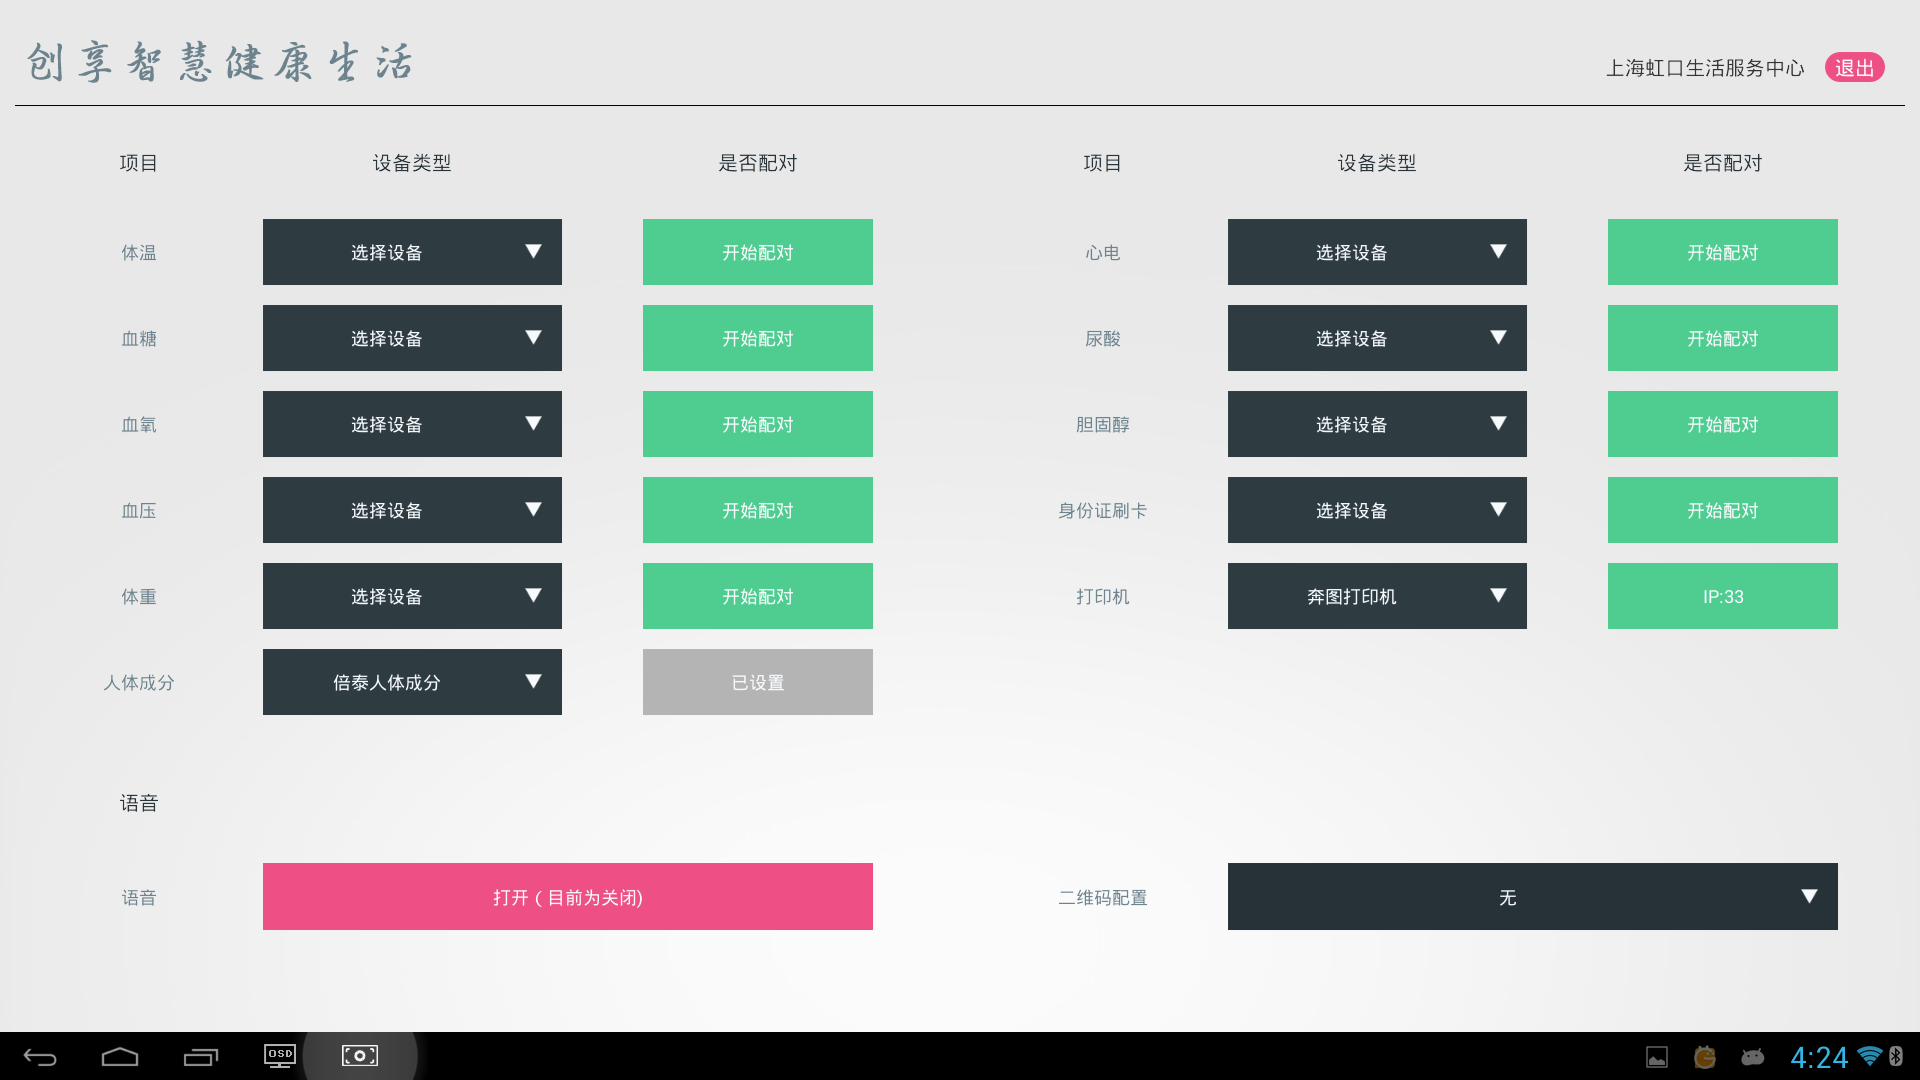 创享智慧健康生活
上海虹口生活服务中心 退出
项目 设备类型 是否配对 项目 设备类型 是否配对
体温 选择设备 开始配对 心电 选择设备 开始配对
血糖 选择设备 开始配对 尿酸 选择设备 开始配对
血氧 选择设备 开始配对 胆固醇 选择设备 开始配对
血压 选择设备 开始配对 身份证刷卡 选择设备 开始配对
体重 选择设备 开始配对 打印机 奔图打印机 IP:33
人体成分 倍泰人体成分 已设置
语音
语音 打开（目前为关闭) 二维码配置 无
OSD 4:24